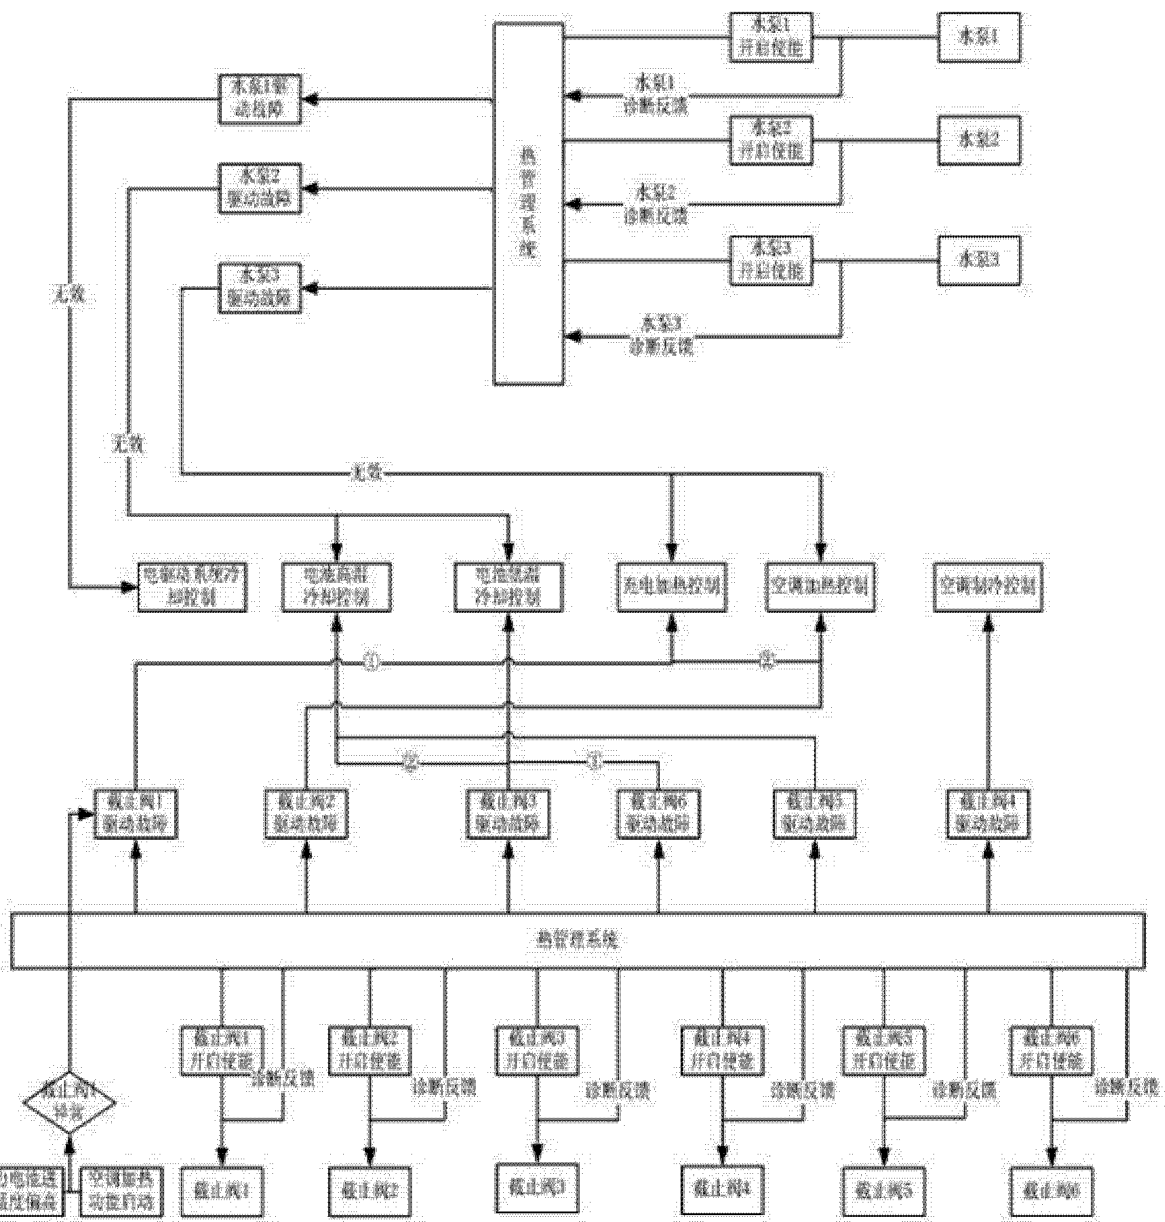 水泵1
开启使能
水泵1
水泵1
诊断反馈
水泵1驱
动故障
水泵2
开启使能
水泵2
水泵2
诊断反馈
水泵2
驱动故障
热
管
理
系
统
水泵3
开启使能
水泵3
水泵3
诊断反馈
水泵3
驱动故障
无效
无效
无效
电驱动系统冷
却控制
电池高温
冷却控制
电池低温
冷却控制
充电加热控制
空调加热控制
空调制冷控制
①
②
③
截止阀1
驱动故障
截止阀2
驱动故障
截止阀3
驱动故障
截止阀6
驱动故障
截止阀5
驱动故障
截止阀4
驱动故障
热管理系统
截止阀1
开启使能
诊断反馈
截止阀2
开启使能
诊断反馈
截止阀3
开启使能
诊断反馈
截止阀4
开启使能
诊断反馈
截止阀5
开启使能
诊断反馈
截止阀6
开启使能
诊断反馈
截止阀1
电池进
温度偏高
空调加热
功能启动
截止阀1
截止阀2
截止阀3
截止阀4
截止阀5
截止阀6